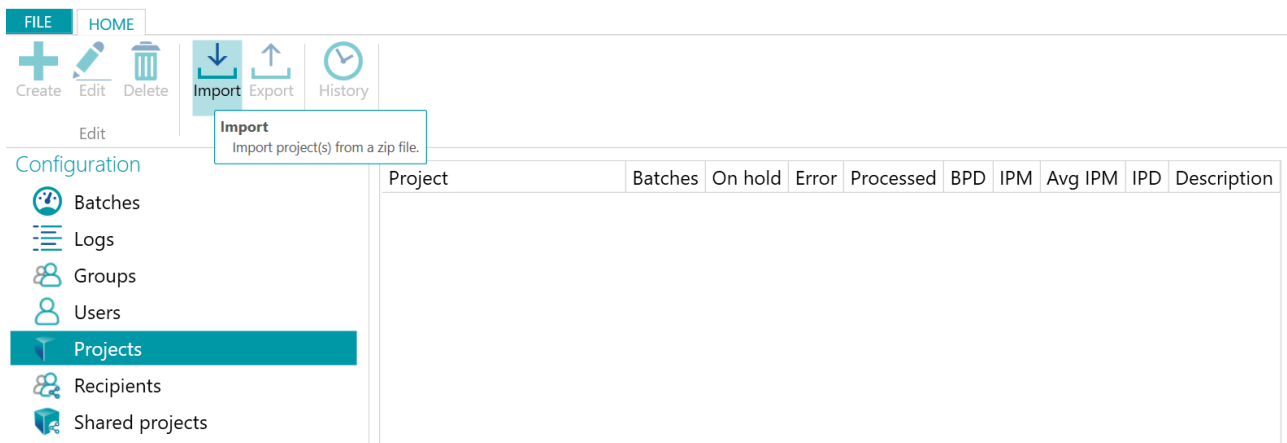 FILE HOME
Create Edit Delete Import Export History
Edit
Import
Import project(s) from a zip file.
Configuration
Batches
Logs
Groups
Users
Projects
Recipients
Shared projects
Project Batches On hold Error Processed BPD IPM Avg IPM IPD Description